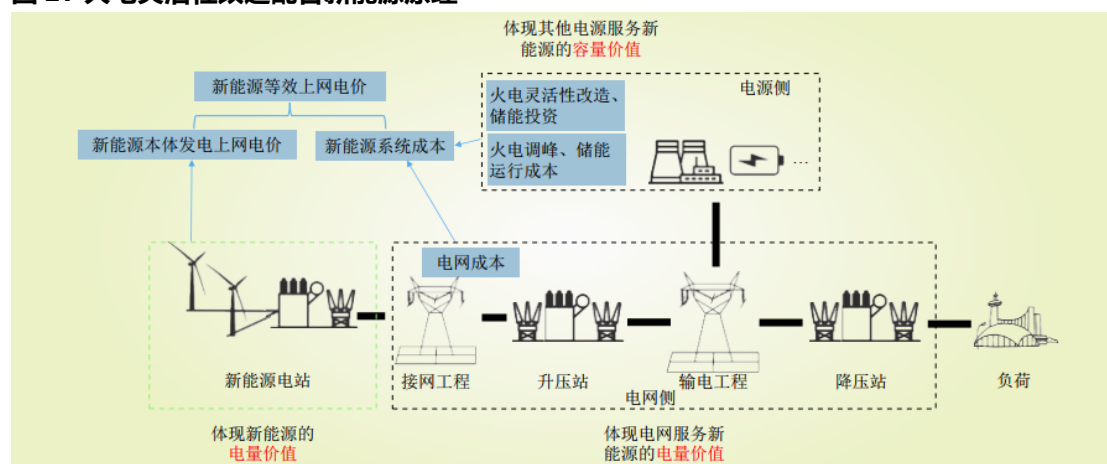 体现其他电源服务新
能源的容量价值
新能源等效上网电价
电源侧
火电灵活性改造、
储能投资
新能源本体发电上网电价
新能源系统成本
火电调峰、储能
运行成本
...
电网成本
新能源电站
接网工程
升压站
输电工程
降压站
负荷
电网侧
体现新能源的
电量价值
体现电网服务新
能源的电量价值